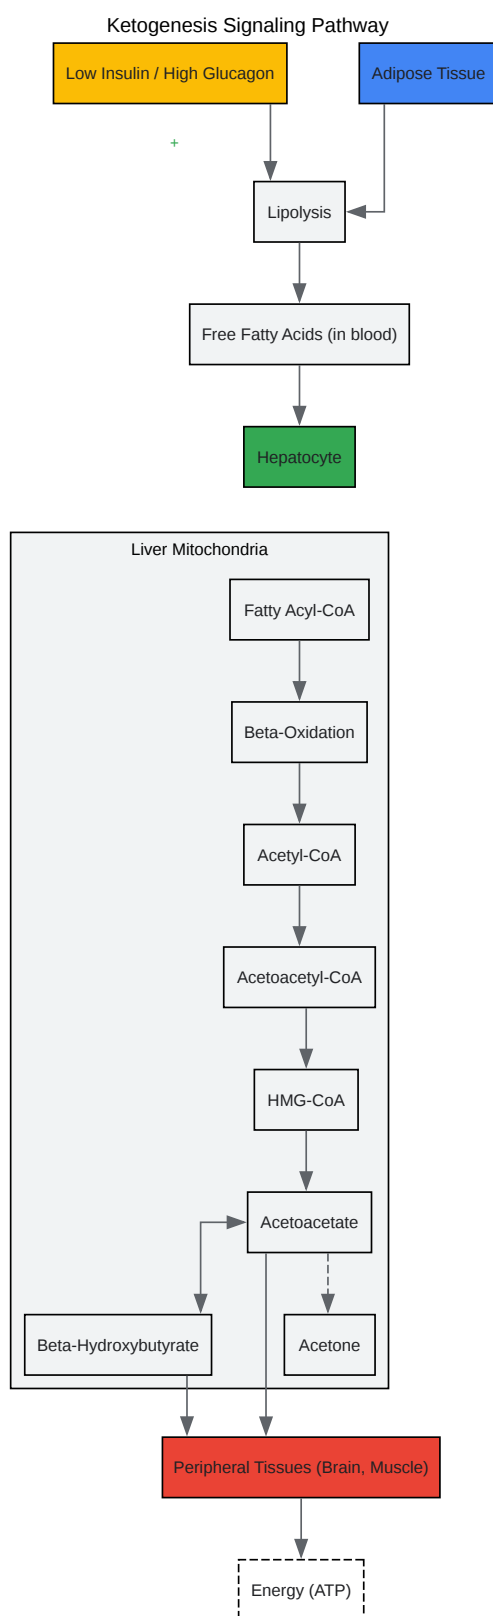 Ketogenesis Signaling Pathway
Low Insulin / High Glucagon
Adipose Tissue
+
Lipolysis
Free Fatty Acids (in blood)
Hepatocyte
Liver Mitochondria
Fatty Acyl-CoA
Beta-Oxidation
Acetyl-CoA
Acetoacetyl-CoA
HMG-CoA
Acetoacetate
Beta-Hydroxybutyrate
Acetone
Peripheral Tissues (Brain, Muscle)
Energy (ATP)